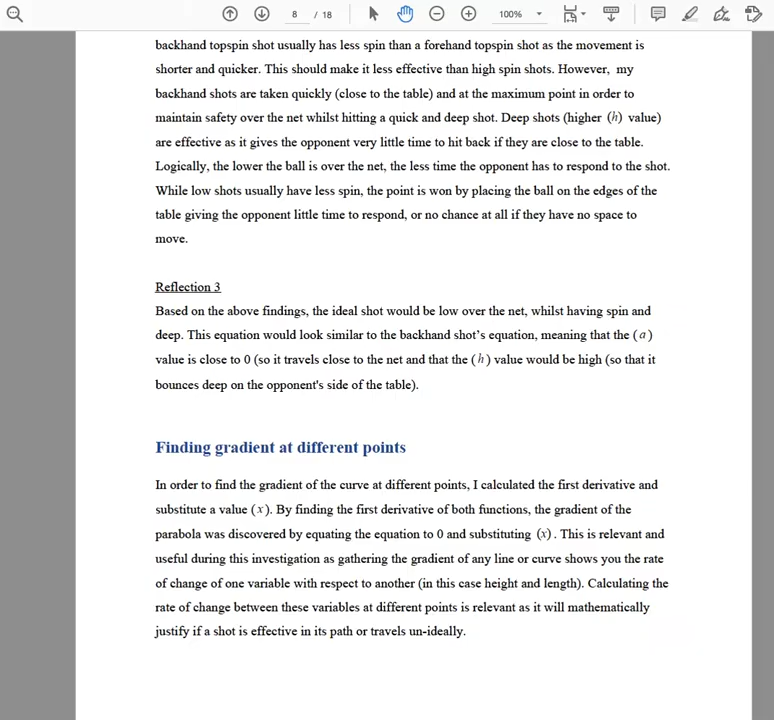 8 / 18 100%
backhand topspin shot usually has less spin than a forehand topspin shot as the movement is
shorter and quicker. This should make it less effective than high spin shots. However, my
backhand shots are taken quickly (close to the table) and at the maximum point in order to
maintain safety over the net whilst hitting a quick and deep shot. Deep shots (higher (h) value)
are effective as it gives the opponent very little time to hit back if they are close to the table.
Logically, the lower the ball is over the net, the less time the opponent has to respond to the shot.
While low shots usually have less spin, the point is won by placing the ball on the edges of the
table giving the opponent little time to respond, or no chance at all if they have no space to
move.
Reflection 3
Based on the above findings, the ideal shot would be low over the net, whilst having spin and
deep. This equation would look similar to the backhand shot's equation, meaning that the (a)
value is close to 0 (so it travels close to the net and that the (h) value would be high (so that it
bounces deep on the opponent's side of the table).
Finding gradient at different points
In order to find the gradient of the curve at different points, I calculated the first derivative and
substitute a value (x). By finding the first derivative of both functions, the gradient of the
parabola was discovered by equating the equation to 0 and substituting (x). This is relevant and
useful during this investigation as gathering the gradient of any line or curve shows you the rate
of change of one variable with respect to another (in this case height and length). Calculating the
rate of change between these variables at different points is relevant as it will mathematically
justify if a shot is effective in its path or travels un-ideally.